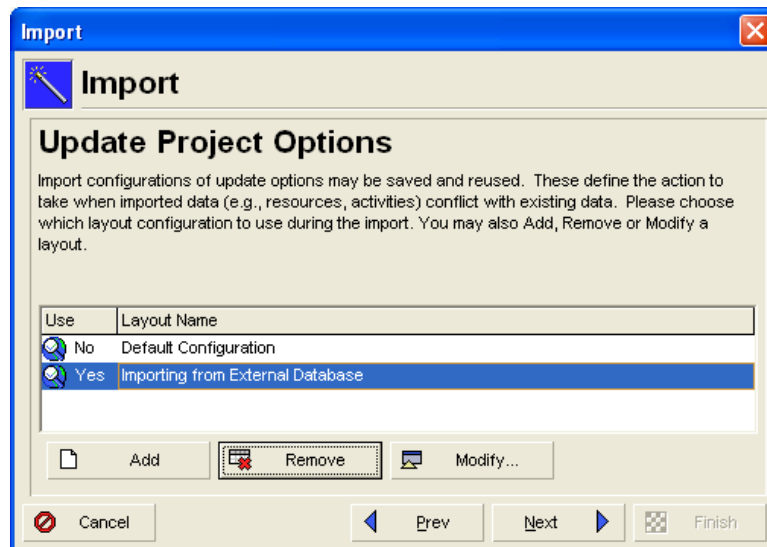 Import
Import
Update Project Options
Import configurations of update options may be saved and reused.  These define the action to
take when imported data (e.g., resources, activities) conflict with existing data.  Please choose
which layout configuration to use during the import. You may also Add, Remove or Modify a
layout.
Use Layout Name
No Default Configuration
Yes Importing from External Database
Add Remove Modify...
Cancel Prev Next Finish